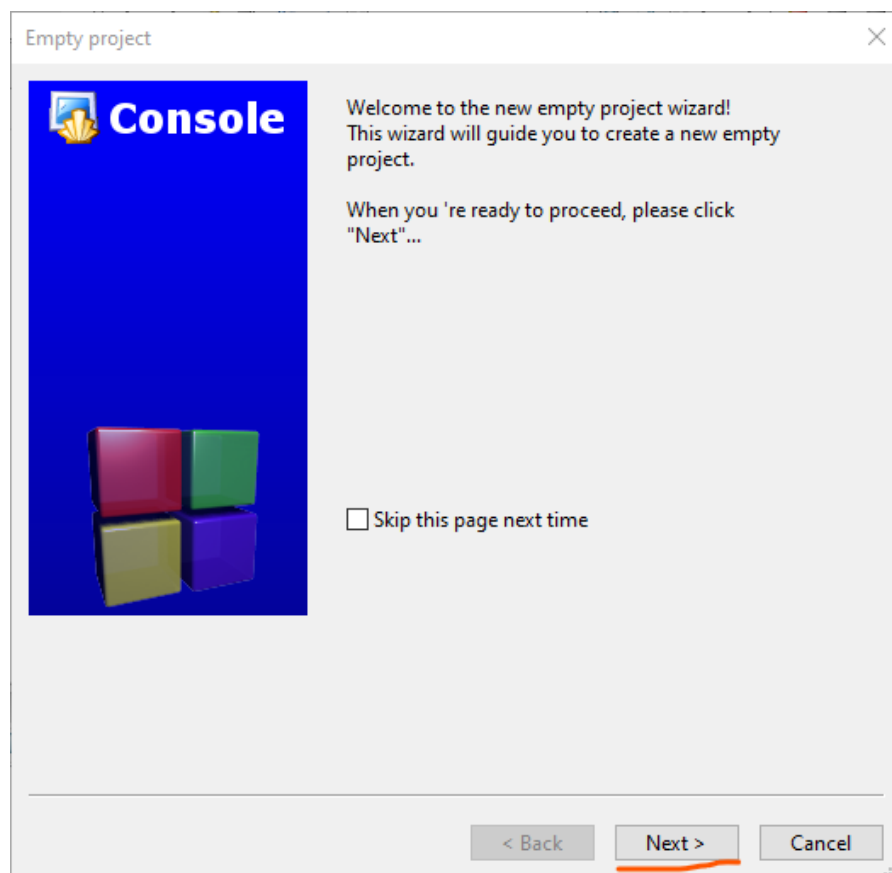 Empty project
Console
Welcome to the new empty project wizard!
This wizard will guide you to create a new empty
project.
When you 're ready to proceed, please click
"Next"...
Skip this page next time
< Back
Next >
Cancel